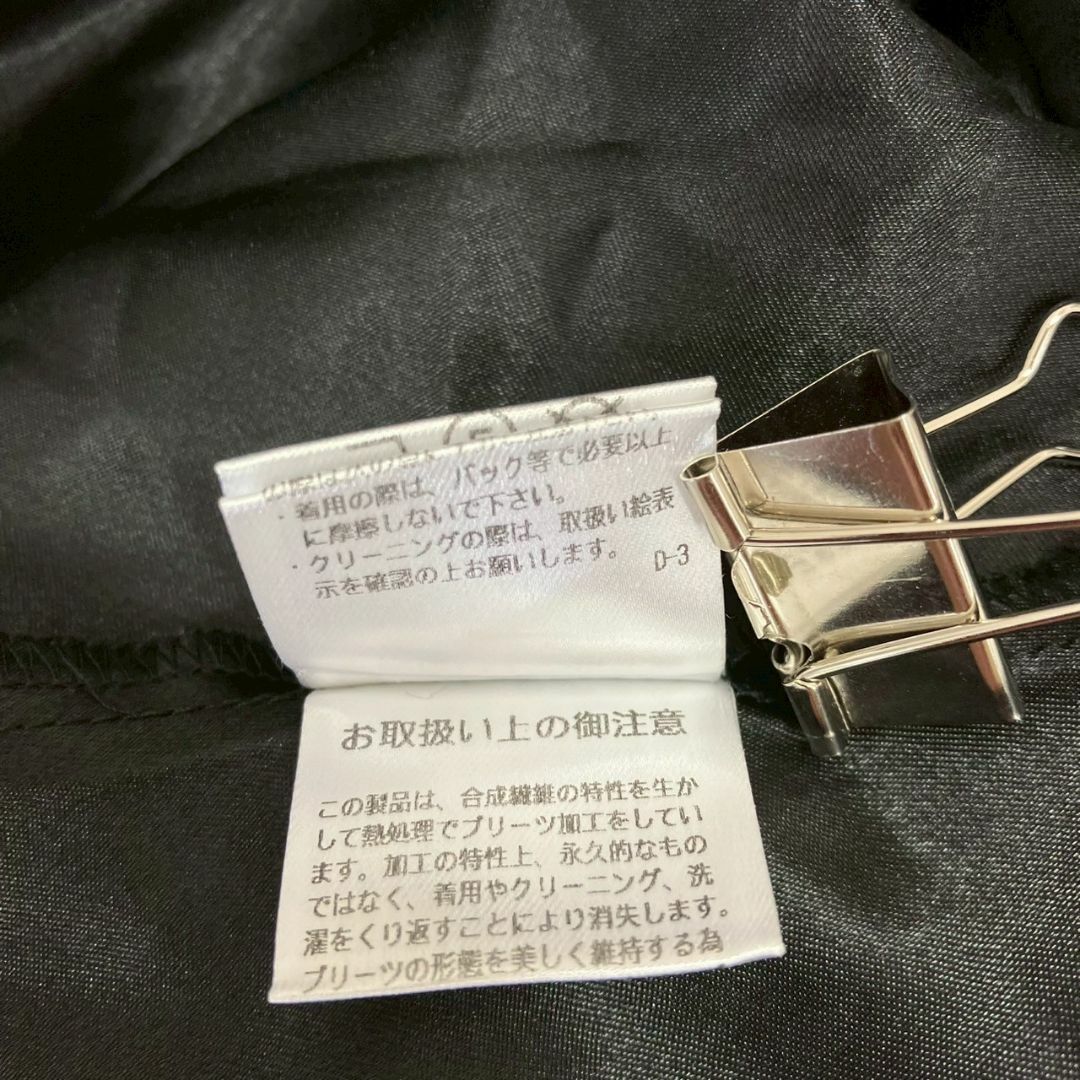 ・着用の際は、バック等で必要以上
に摩擦しないで下さい。
・クリーニングの際は、取扱い絵表
示を確認の上お願いします。
D-3
お取扱い上の御注意
この製品は、合成繊維の特性を生か
して熱処理でプリーツ加工をしてい
ます。加工の特性上、永久的なもの
ではなく、着用やクリーニング、洗
濯をくり返すことにより消失します。
プリーツの形態を美しく維持する為